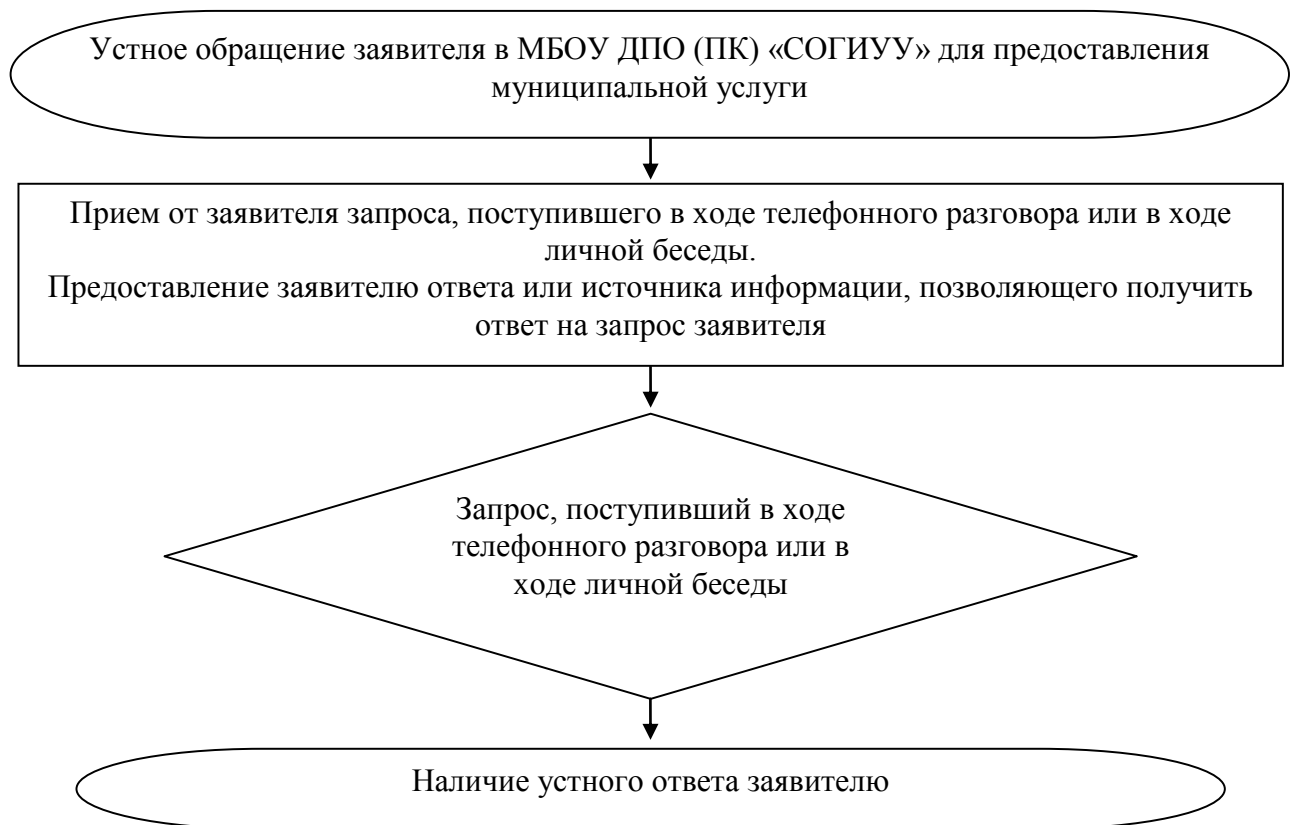 Устное обращение заявителя в МБОУ ДПО (ПК) «СОГИУУ» для предоставления
муниципальной услуги
Прием от заявителя запроса, поступившего в ходе телефонного разговора или в ходе
личной беседы.
Предоставление заявителю ответа или источника информации, позволяющего получить
ответ на запрос заявителя
Запрос, поступивший в ходе
телефонного разговора или в
ходе личной беседы
Наличие устного ответа заявителю